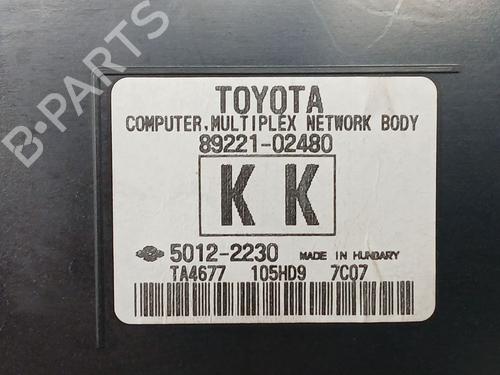 B-PARTS
TOYOTA
COMPUTER, MULTIPLEX NETWORK BODY
89221-02480
K K
5012-2230 MADE IN HUNGARY
TA4677 105HD9 7C07